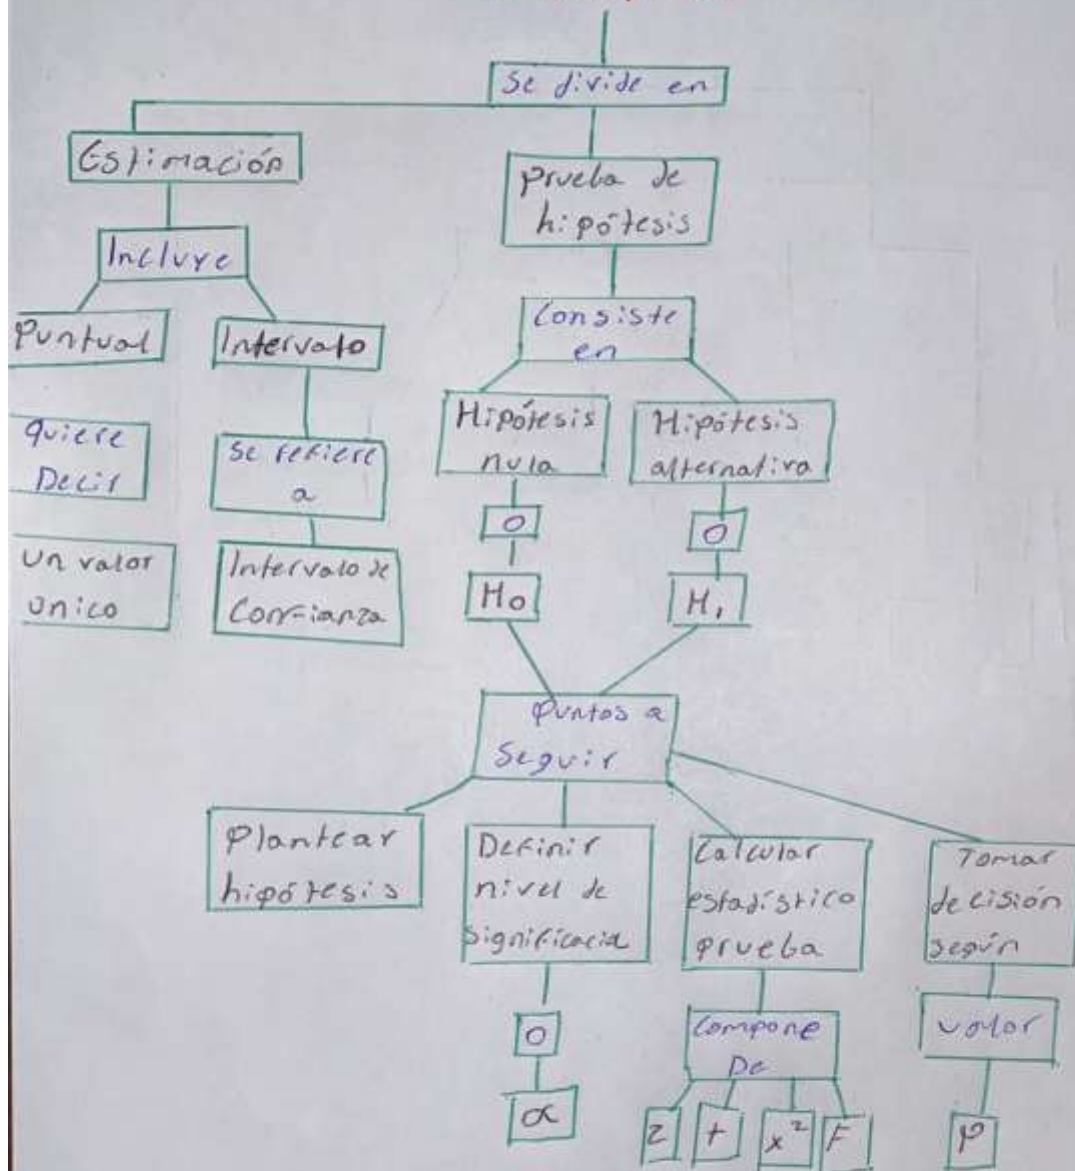 Se divide en
Estimación
Prueba de
hipótesis
Incluye
Consiste
en
Puntual
Intervalo
Hipótesis
nula
Hipótesis
alternativa
quiere
Decir
Se refiere
a
O
O
Un valor
único
Intervalo de
Confianza
Ho
H1
Puntos a
Seguir
Plantear
hipótesis
Definir
nivel de
significacia
Calcular
estadístico
prueba
Tomar
decisión
según
O
Compone
De
valor
α
z
t
x²
F
P